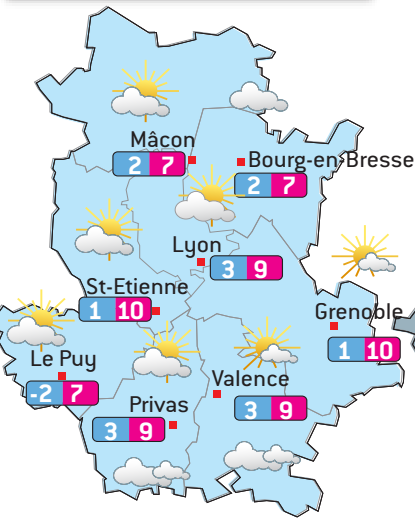 Mâcon
2 7
Bourg-en-Bresse
2 7
Lyon
3 9
St-Etienne
1 10
Grenoble
1 10
Le Puy
-2 7
Valence
3 9
Privas
3 9